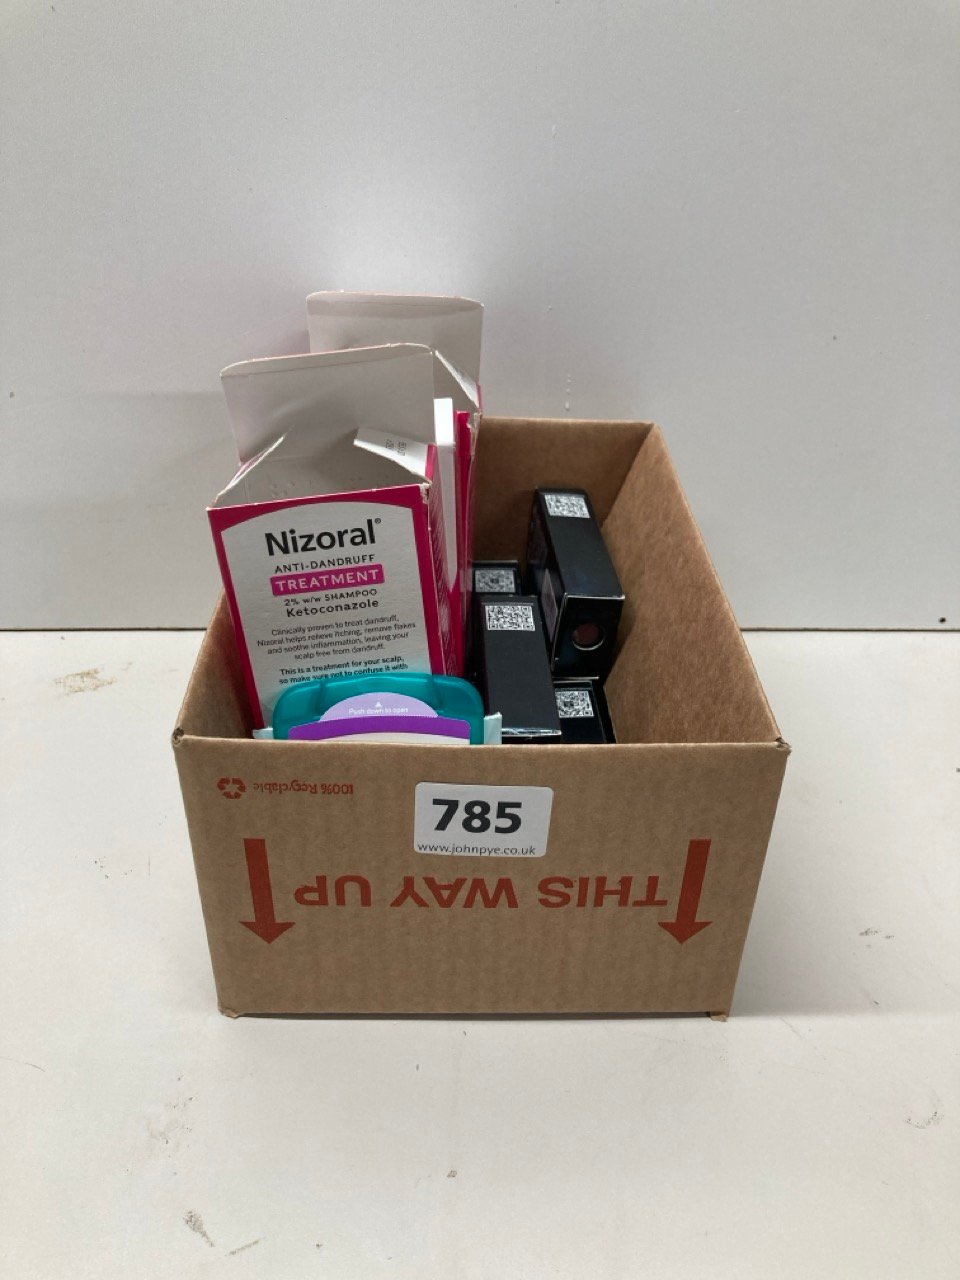 Nizoral®
ANTI-DANDRUFF
TREATMENT
2% w/w SHAMPOO
Ketoconazole
Clinically proven to treat dandruff,
Nizoral helps relieve itching, remove flakes
and soothe inflammation, leaving your
scalp free from dandruff.
This is a treatment for your scalp,
so make sure not to confuse it with
Push down to open
100% Recyclable
785
www.johnpye.co.uk
THIS WAY UP